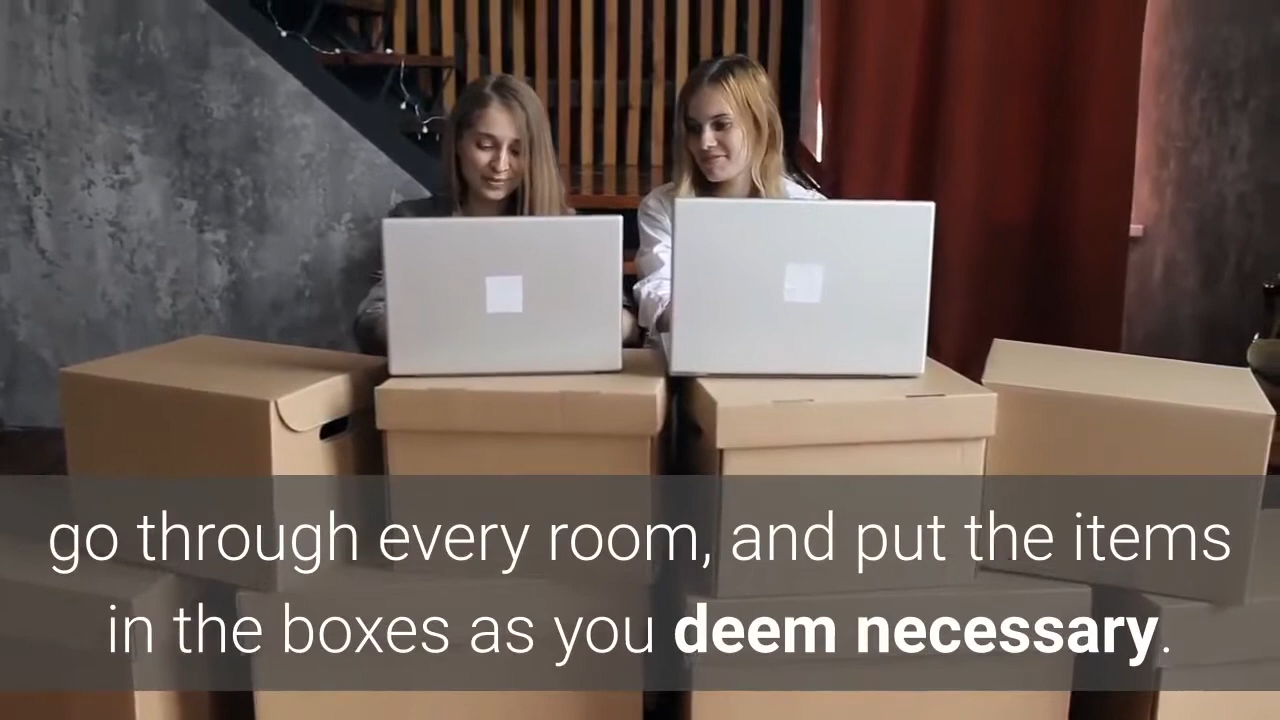 go through every room, and put the items
in the boxes as you deem necessary.